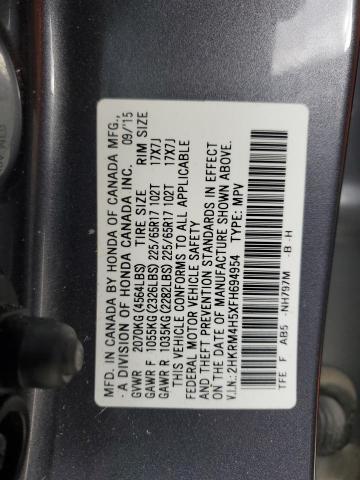 MFD. IN CANADA BY HONDA OF CANADA MFG.,
-A DIVISION OF HONDA CANADA INC. 09/'15
GVWR 2070KG(4564LBS) TIRE SIZE RIM SIZE
GAWR F 1055KG(2326LBS) 225/65R17 102T 17X7J
GAWR R 1035KG(2282LBS) 225/65R17 102T 17X7J
THIS VEHICLE CONFORMS TO ALL APPLICABLE
FEDERAL MOTOR VEHICLE SAFETY
AND THEFT PREVENTION STANDARDS IN EFFECT
ON THE DATE OF MANUFACTURE SHOWN ABOVE.
V.I.N.: 2HKRM4H5XFH694954 TYPE: MPV
TFE F AB5 -NH797M -B -H